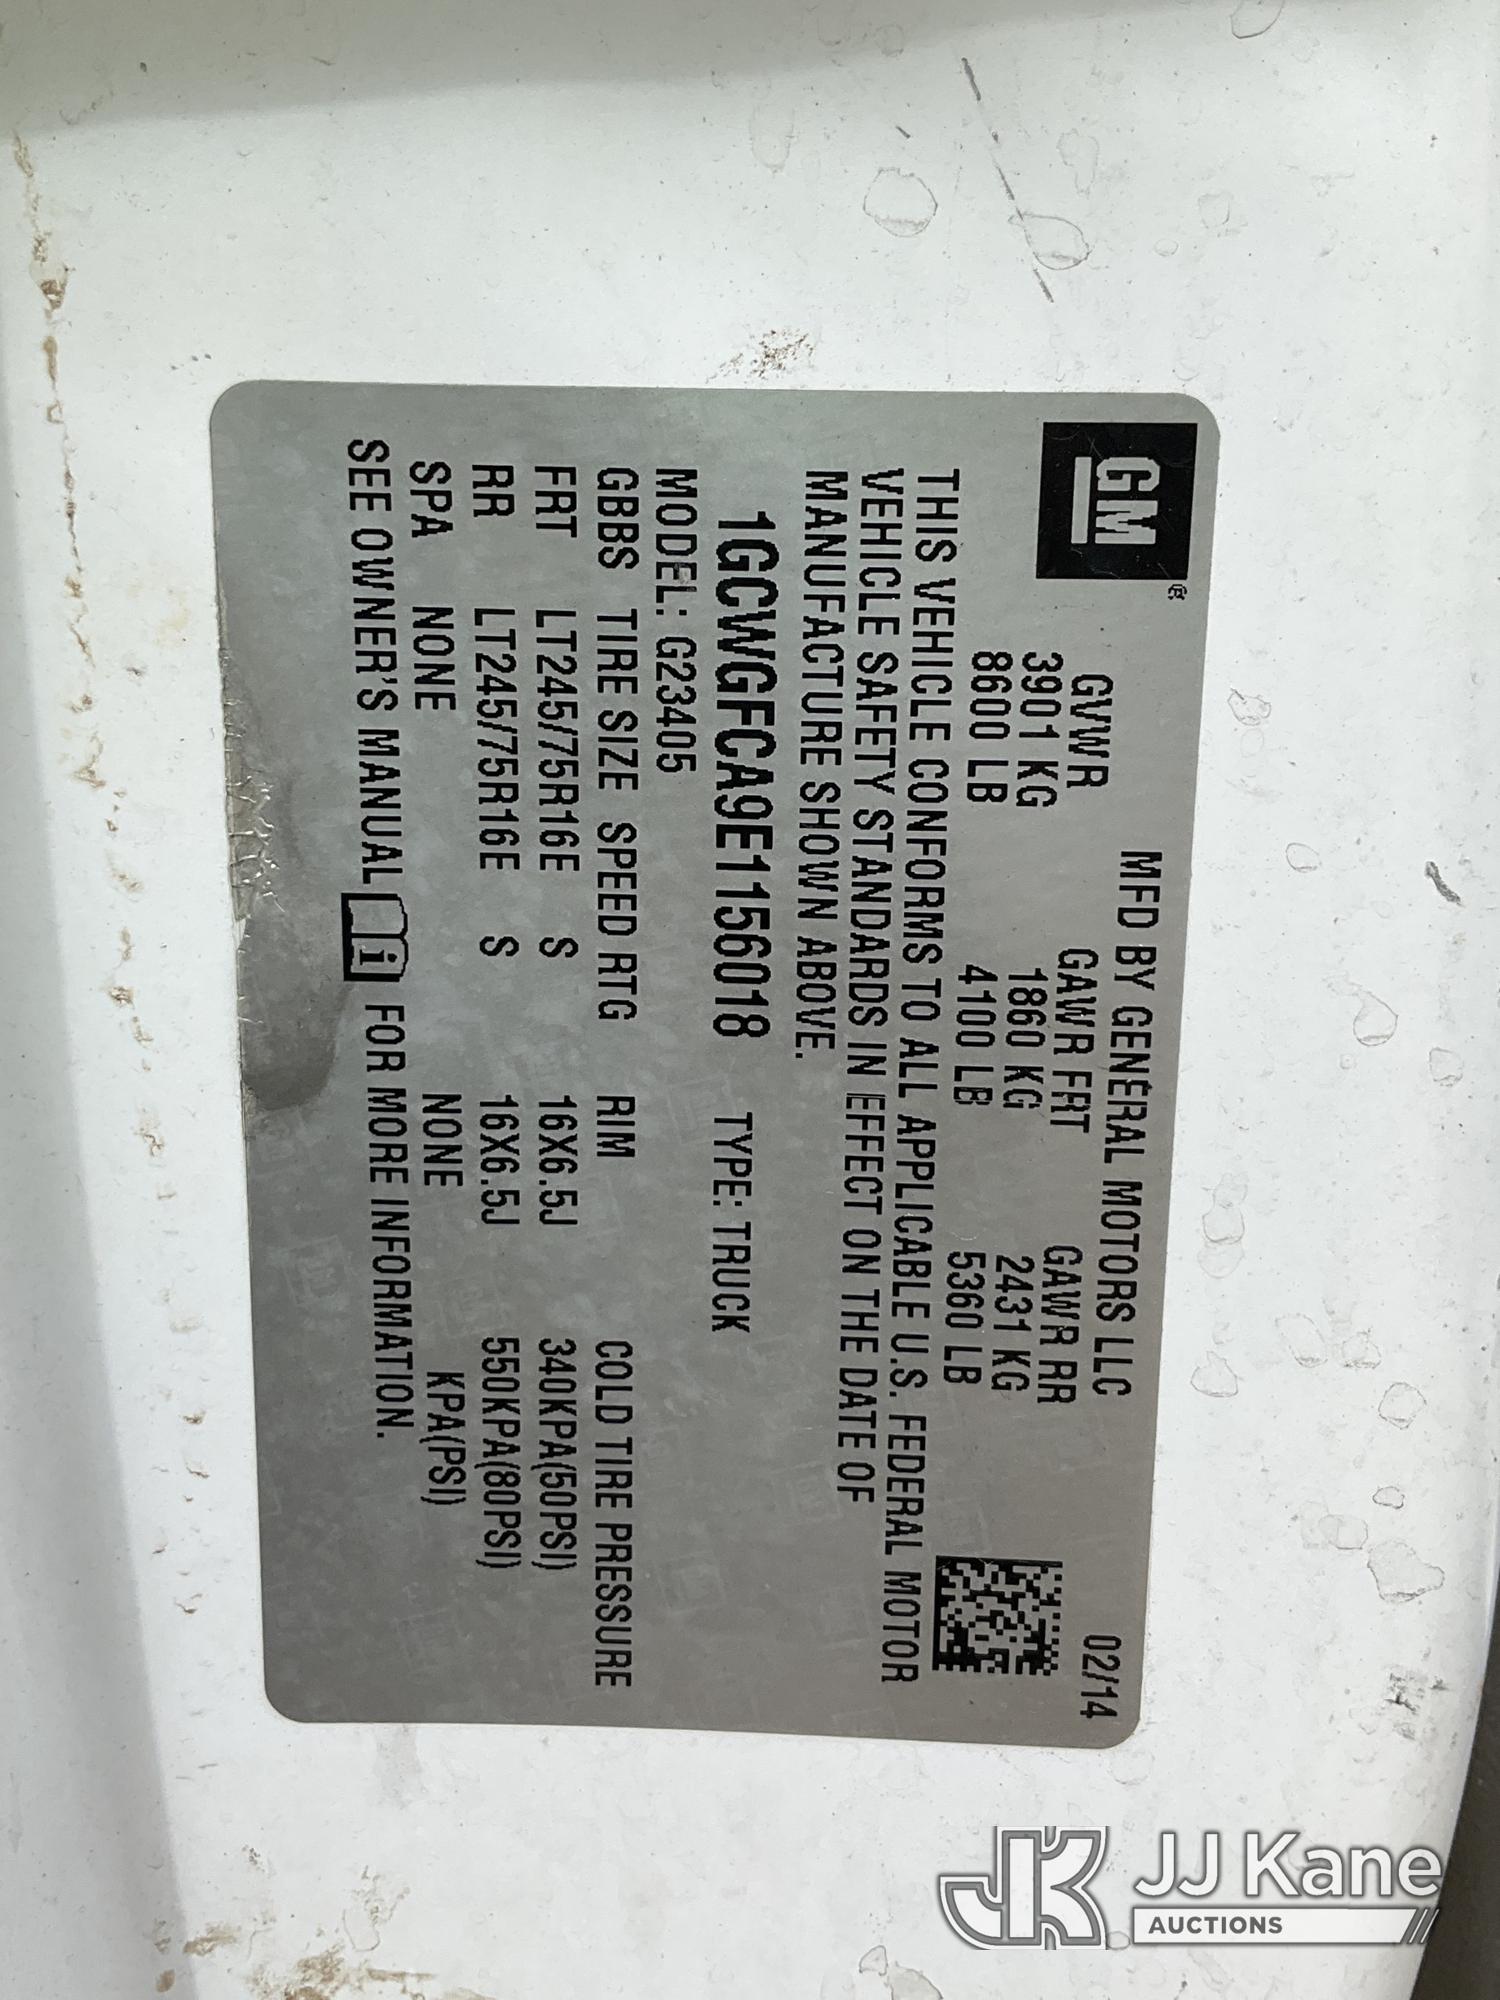 GM®
MFD BY GENERAL MOTORS LLC 02/14
GVWR GAWR FRT GAWR RR
3901 KG 1860 KG 2431 KG
8600 LB 4100 LB 5360 LB
THIS VEHICLE CONFORMS TO ALL APPLICABLE U.S. FEDERAL MOTOR
VEHICLE SAFETY STANDARDS IN EFFECT ON THE DATE OF
MANUFACTURE SHOWN ABOVE.
1GCWGFCA9E1156018 TYPE: TRUCK
MODEL: G23405
GBBS TIRE SIZE SPEED RTG RIM COLD TIRE PRESSURE
FRT LT245/75R16E S 16X6.5J 340KPA(50PSI)
RR LT245/75R16E S 16X6.5J 550KPA(80PSI)
SPA NONE NONE KPA(PSI)
SEE OWNER'S MANUAL i FOR MORE INFORMATION.
JK JJ Kane
AUCTIONS